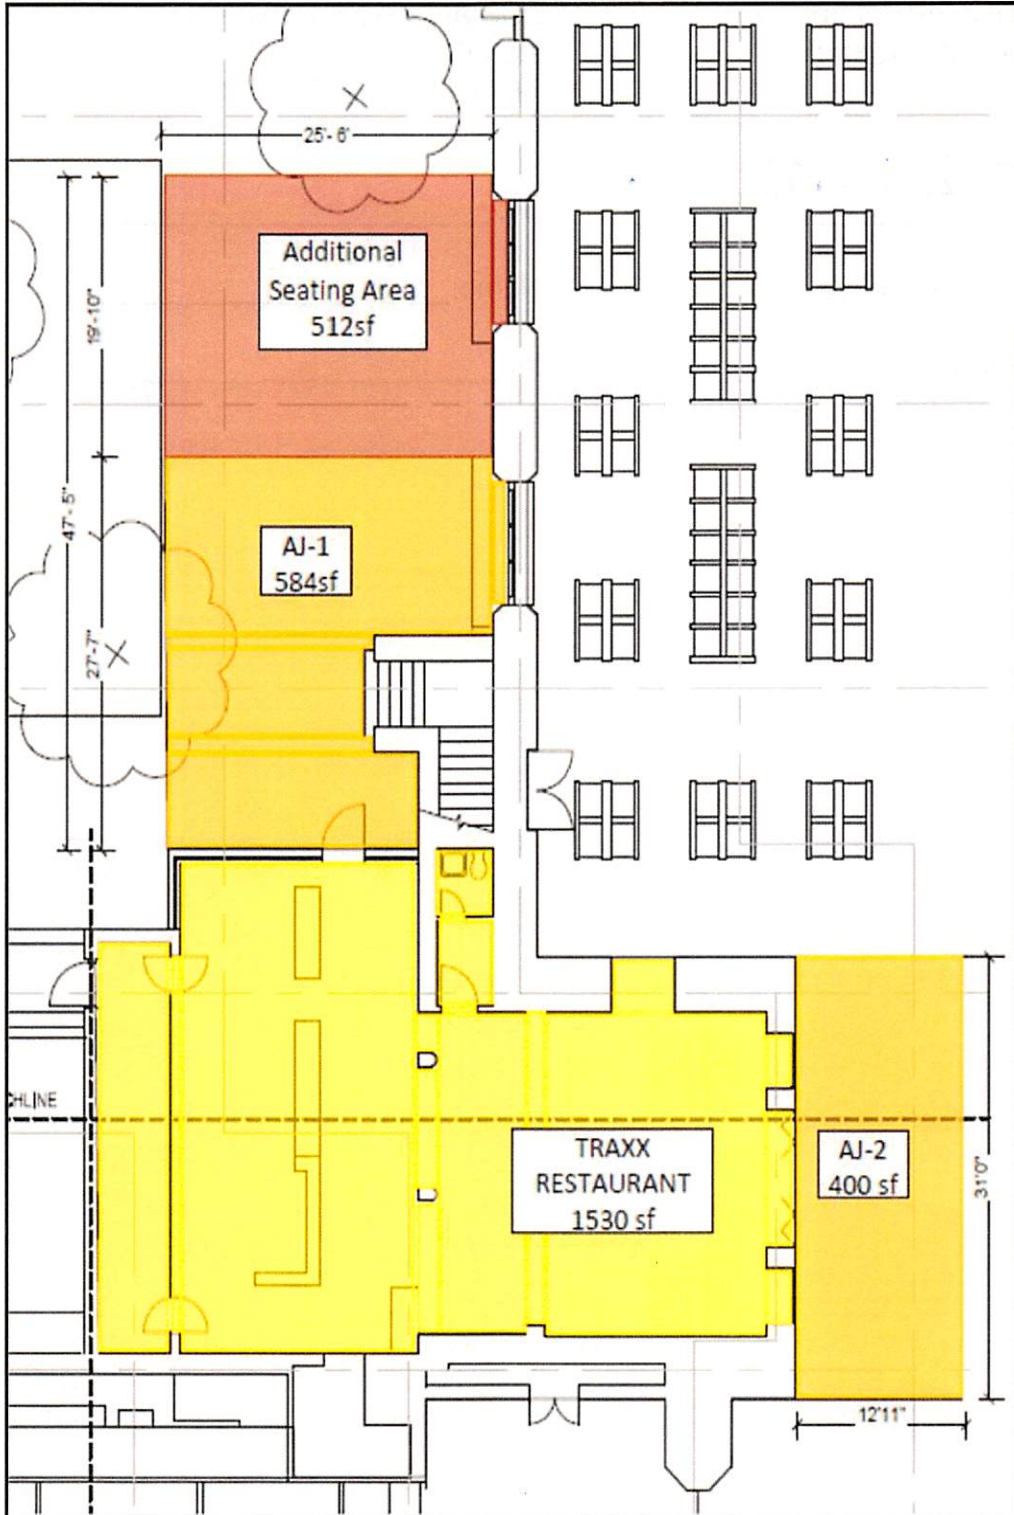 25'- 6'
Additional
Seating Area
512sf
19'-10"
47'- 5"
AJ-1
584sf
27'-7"
HLINE
TRAXX
RESTAURANT
1530 sf
AJ-2
400 sf
31'0"
12'11"